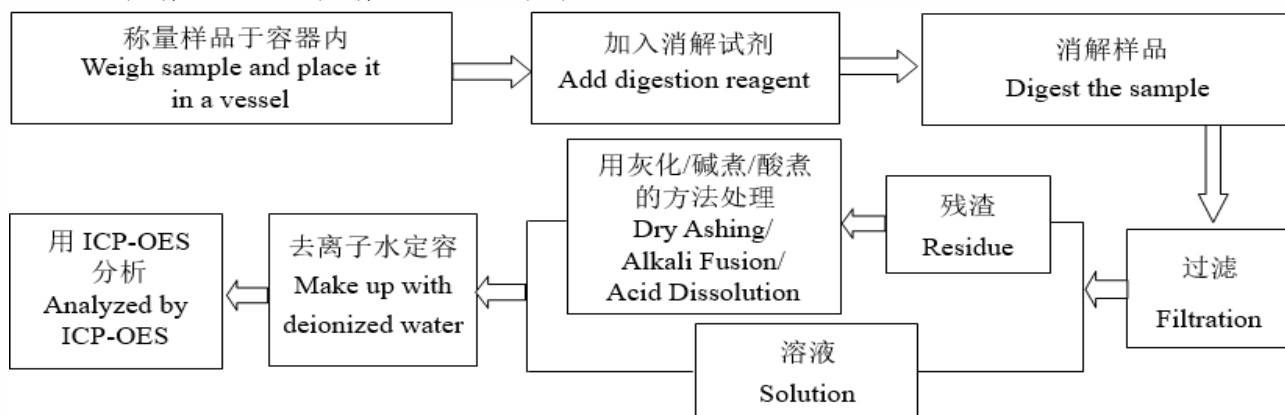 称量样品于容器内
Weigh sample and place it
in a vessel
加入消解试剂
Add digestion reagent
消解样品
Digest the sample
过滤
Filtration
残渣
Residue
用灰化/碱煮/酸煮
的方法处理
Dry Ashing/
Alkali Fusion/
Acid Dissolution
溶液
Solution
去离子水定容
Make up with
deionized water
用 ICP-OES
分析
Analyzed by
ICP-OES